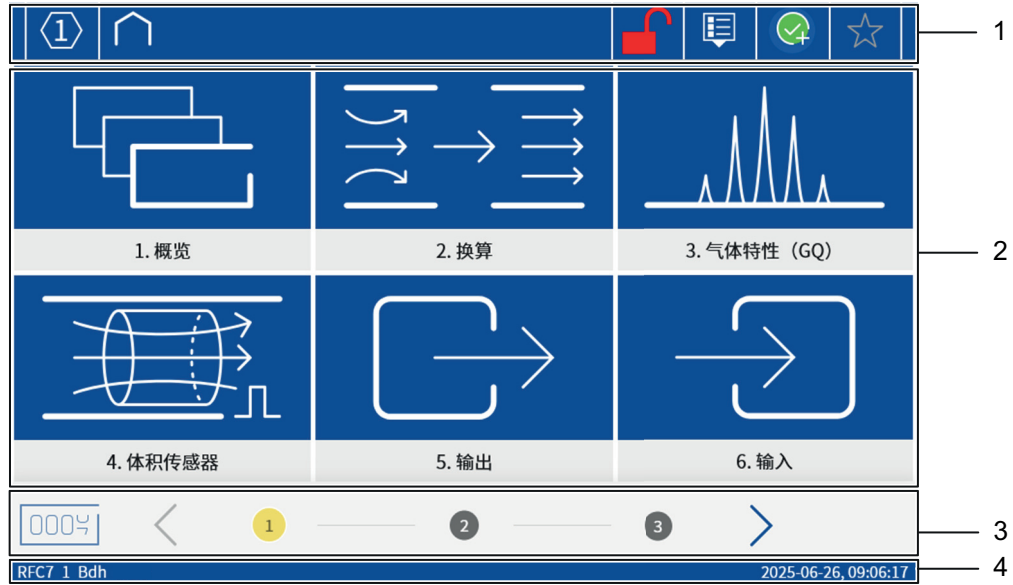 1
1
1. 概览
2. 换算
3. 气体特性（GQ）
2
4. 体积传感器
5. 输出
6. 输入
0004
1
2
3
3
RFC7 1 Bdh
2025-06-26, 09:06:17
4